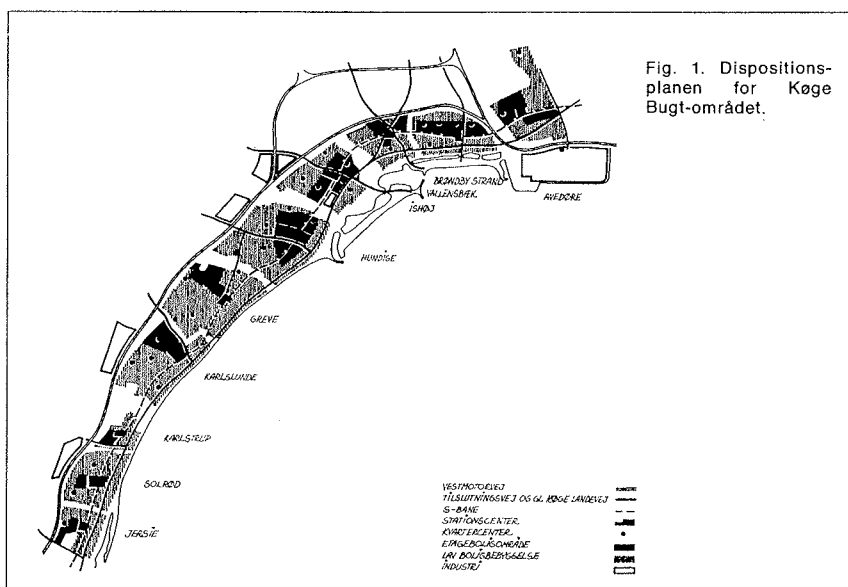 Fig. 1. Dispositions-
planen for Køge
Bugt-området.
BRØNDBY STRAND
VALLENSBÆK
AVEDØRE
ISHØJ
HUNDIGE
GREVE
KARLSLUNDE
KARLSTRUP
SOLRØD
JERSIE
VESTMOTORVEJ
TILSLUTNINGSVEJ OG GL. KØGE LANDEVEJ
S-BANE
STATIONSCENTER
KVARTERCENTER
ETAGEBOLIGOMRÅDE
LAV BOLIGBEBYGGELSE
INDUSTRI